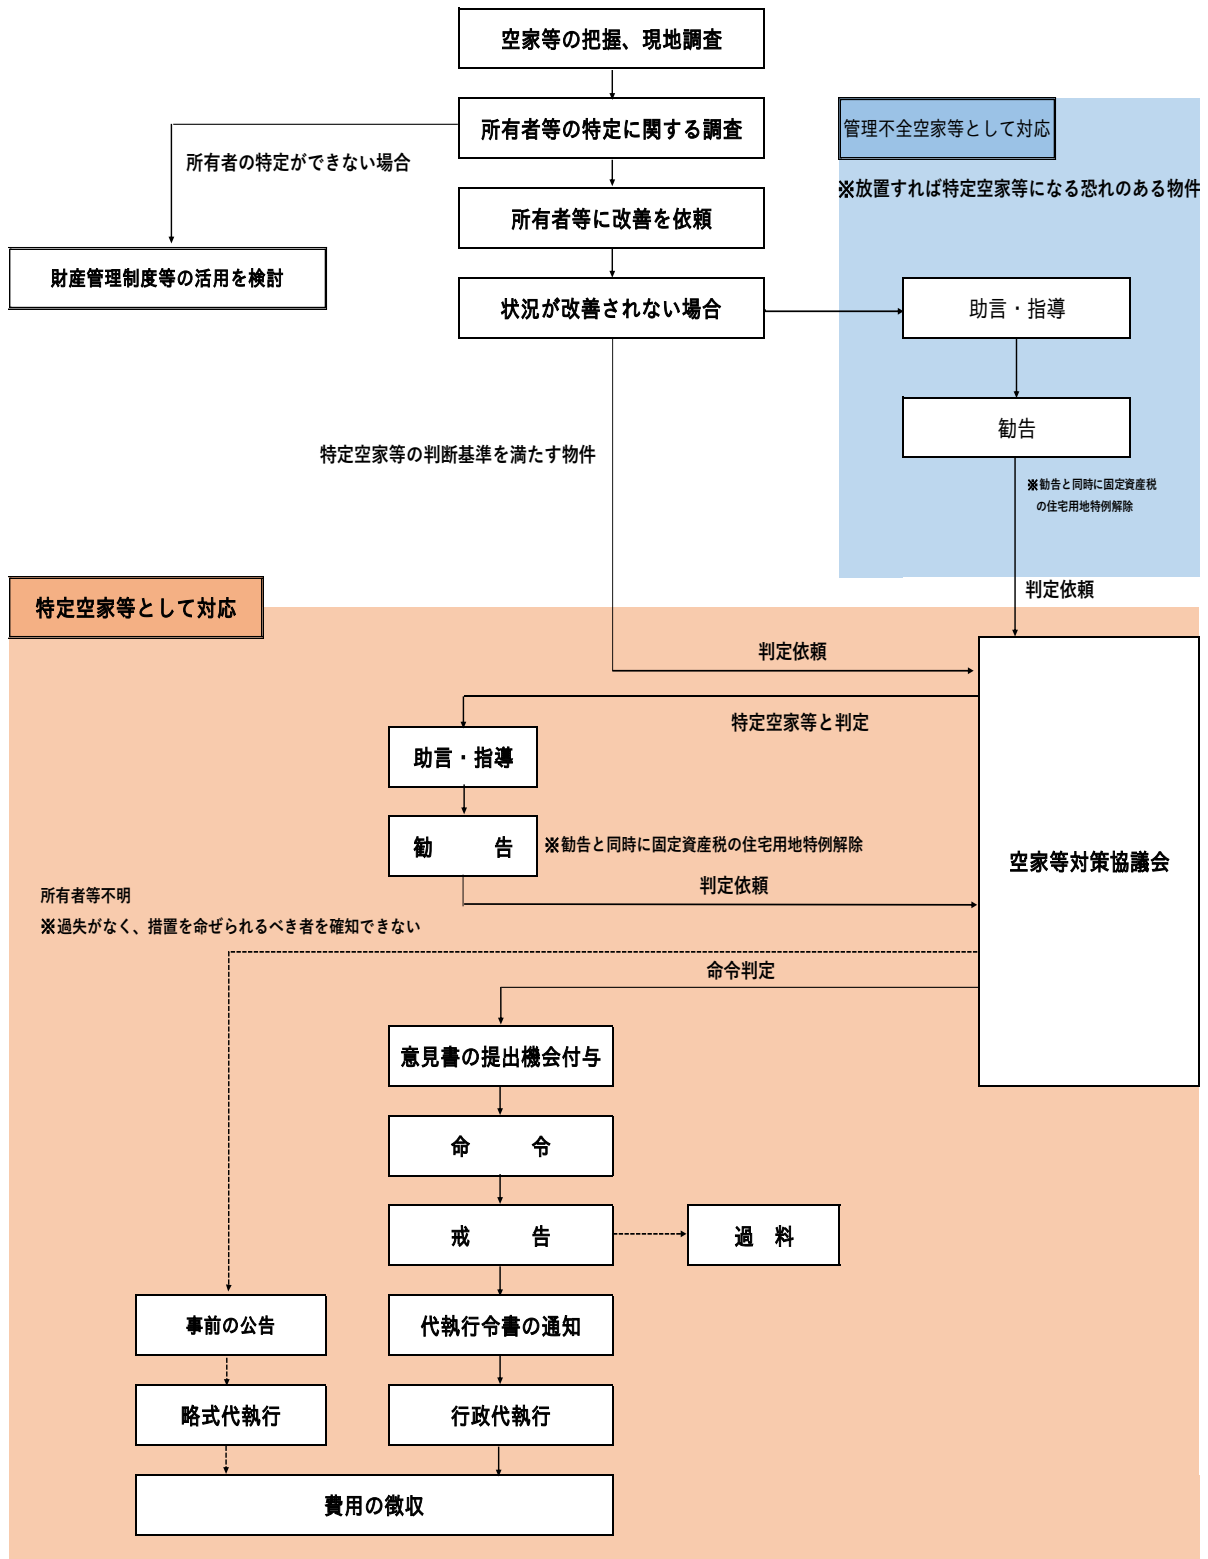 空家等の把握、現地調査
所有者等の特定に関する調査
管理不全空家等として対応
所有者の特定ができない場合
※放置すれば特定空家等になる恐れのある物件
所有者等に改善を依頼
財産管理制度等の活用を検討
状況が改善されない場合
助言・指導
勧告
特定空家等の判断基準を満たす物件
※勧告と同時に固定資産税
の住宅用地特例解除
判定依頼
特定空家等として対応
判定依頼
特定空家等と判定
助言・指導
勧　　　告
※勧告と同時に固定資産税の住宅用地特例解除
空家等対策協議会
判定依頼
所有者等不明
※過失がなく、措置を命ぜられるべき者を確知できない
命令判定
意見書の提出機会付与
命　　　令
戒　　　告
過　料
事前の公告
代執行令書の通知
略式代執行
行政代執行
費用の徴収